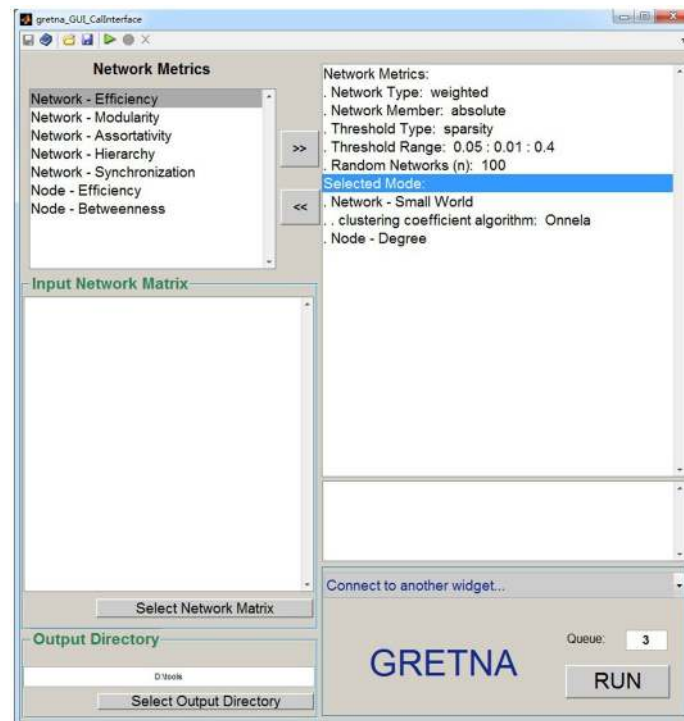 gretna_GUI_CallInterface
Network Metrics
Network - Efficiency
Network - Modularity
Network - Assortativity
Network - Hierarchy
Network - Synchronization
Node - Efficiency
Node - Betweenness
>>
<<
Network Metrics:
. Network Type: weighted
. Network Member: absolute
. Threshold Type: sparsity
. Threshold Range: 0.05 : 0.01 : 0.4
. Random Networks (n): 100
Selected Mode:
. Network - Small World
. . clustering coefficient algorithm: Onnela
. Node - Degree
Input Network Matrix
Select Network Matrix
Output Directory
D:\tools
Select Output Directory
Connect to another widget...
GRETNA
Queue: 3
RUN